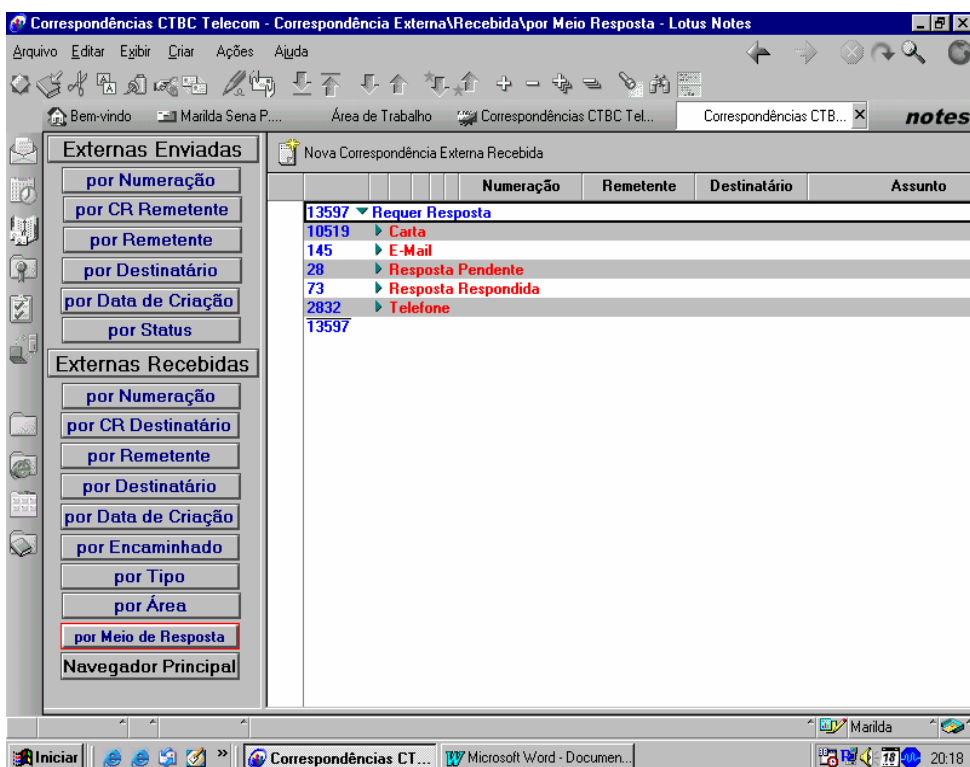 Correspondências CTBC Telecom - Correspondência Externa\Recebida\por Meio Resposta - Lotus Notes
Arquivo Editar Exibir Criar Ações Ajuda
Bem-vindo Marilda Sena P.... Área de Trabalho Correspondências CTBC Tel... Correspondências CTB... notes
Externas Enviadas
por Numeração
por CR Remetente
por Remetente
por Destinatário
por Data de Criação
por Status
Externas Recebidas
por Numeração
por CR Destinatário
por Remetente
por Destinatário
por Data de Criação
por Encaminhado
por Tipo
por Área
por Meio de Resposta
Navegador Principal
Nova Correspondência Externa Recebida
Numeração Remetente Destinatário Assunto
13597 Requer Resposta
10519 Carta
145 E-Mail
28 Resposta Pendente
73 Resposta Respondida
2832 Telefone
13597
Marilda
Iniciar » Correspondências CT... Microsoft Word - Documen... 18 20:18